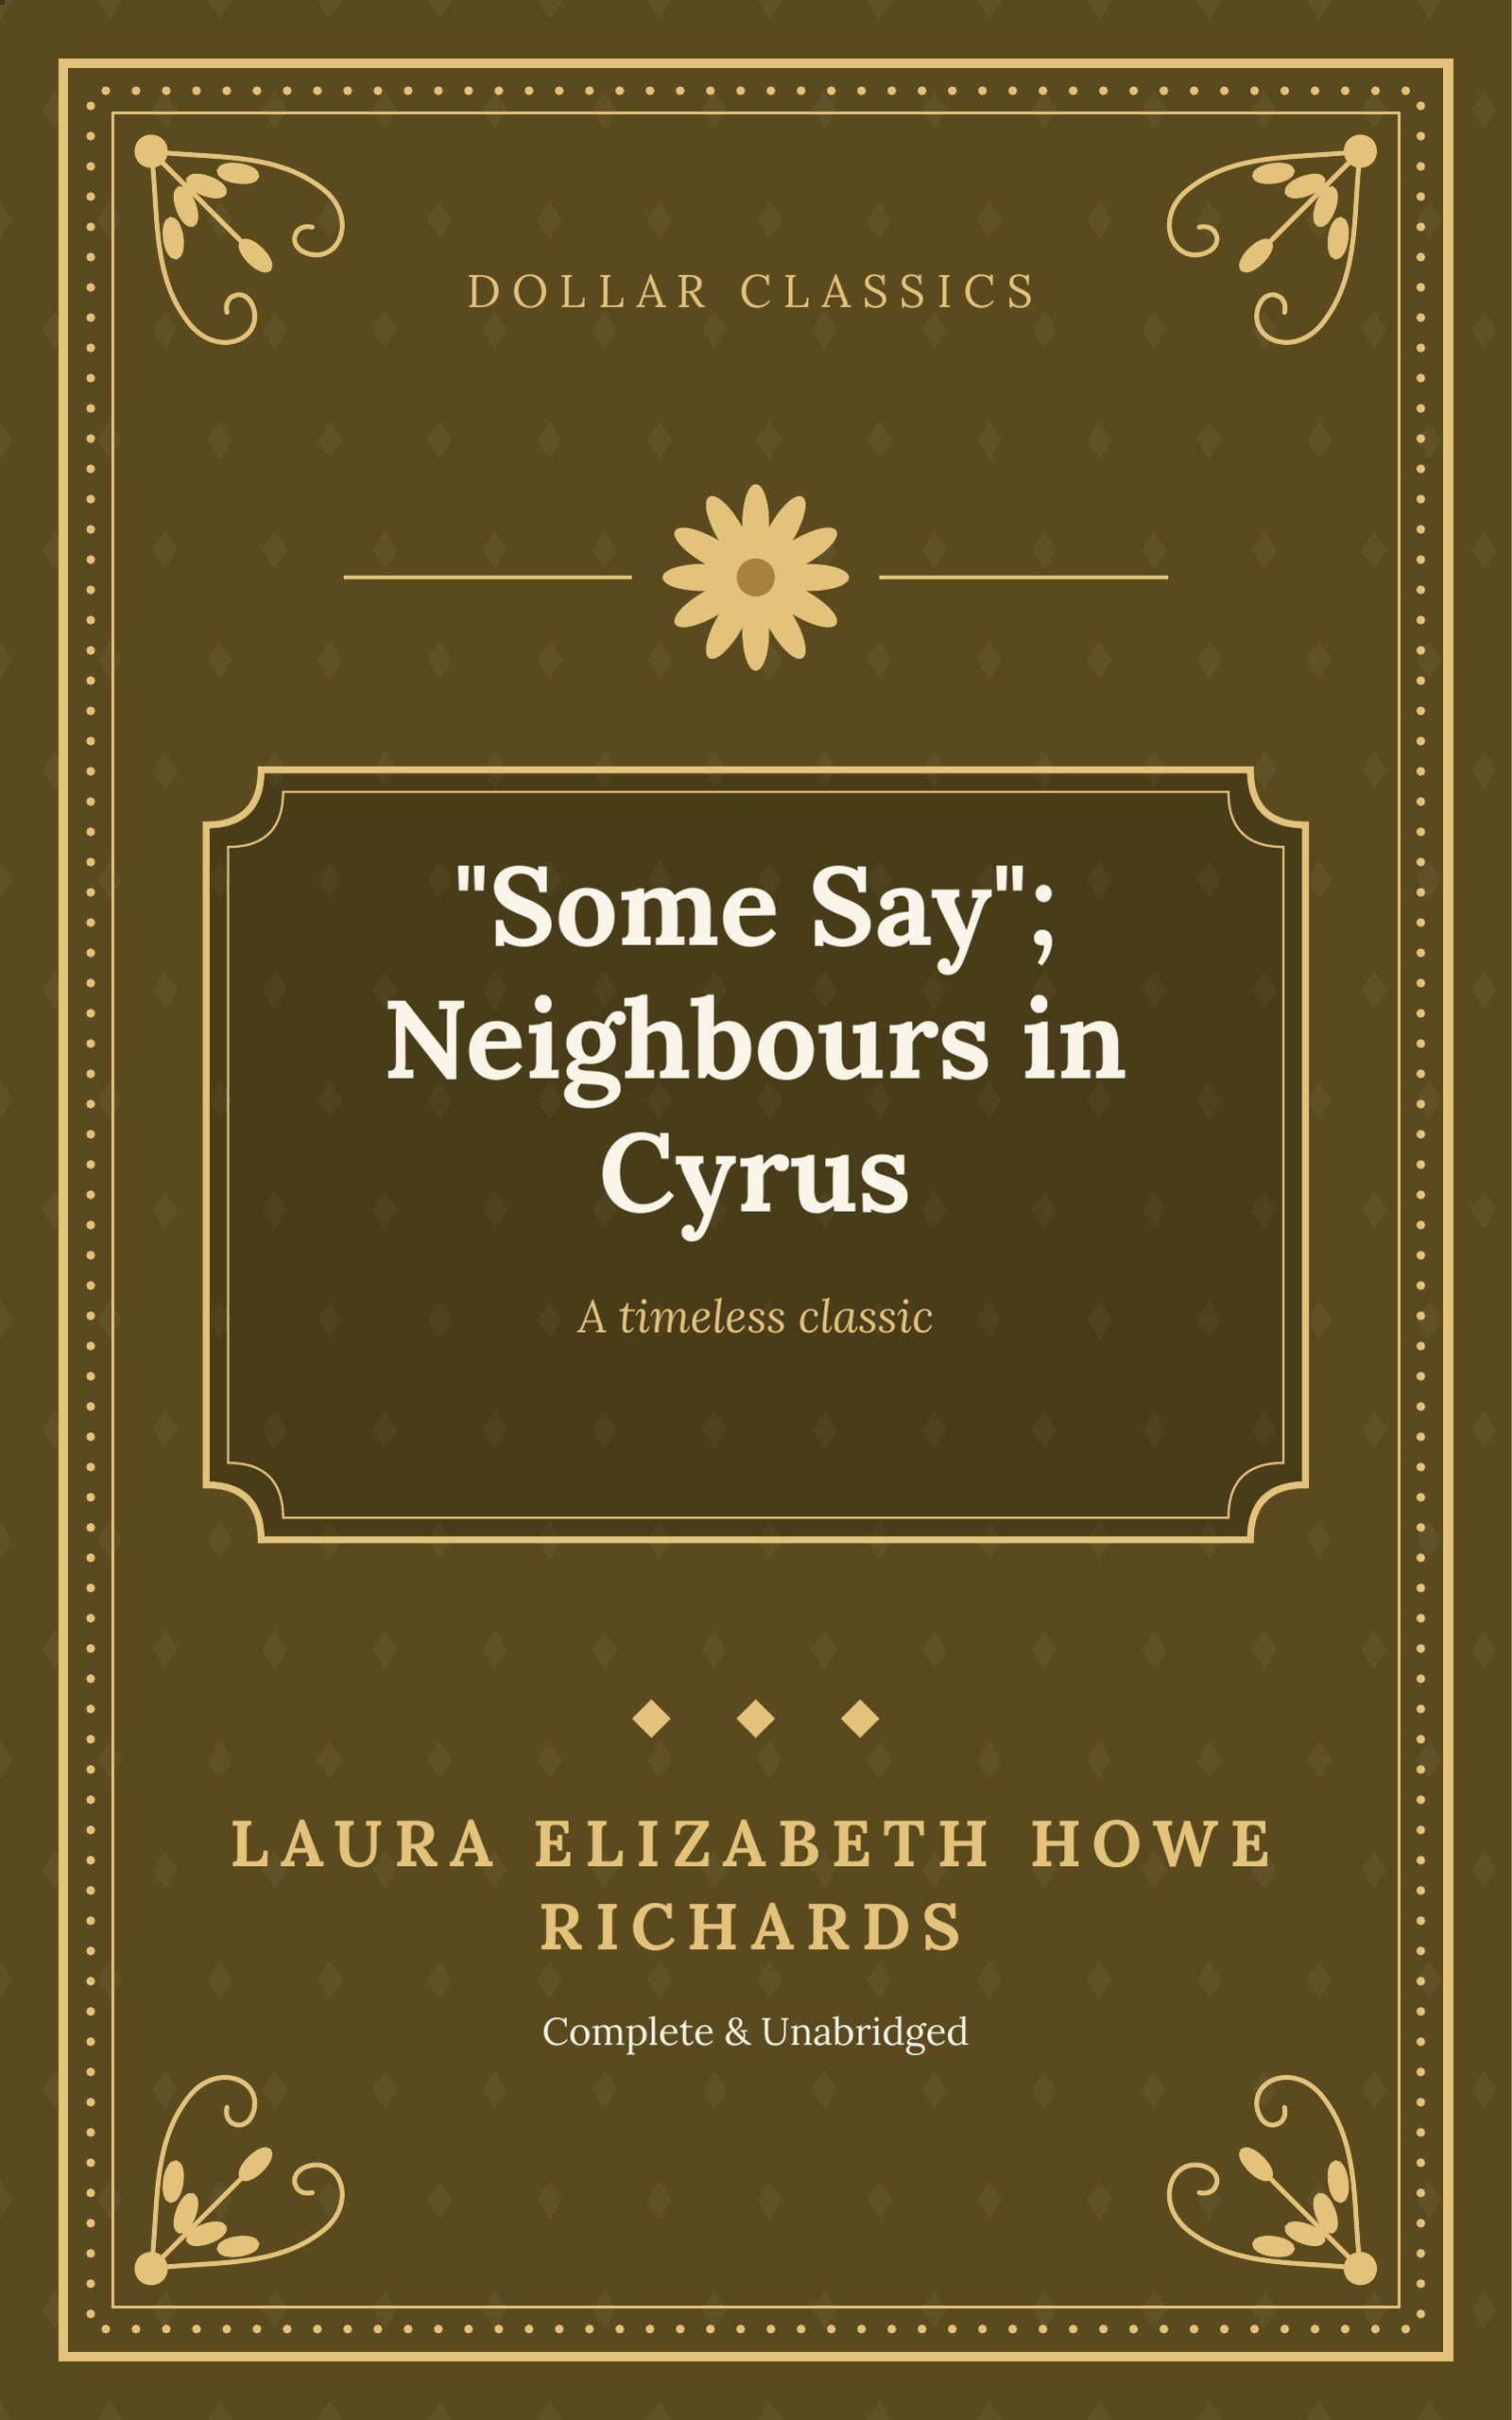 DOLLAR CLASSICS
"Some Say";
Neighbours in
Cyrus
A timeless classic
LAURA ELIZABETH HOWE
RICHARDS
Complete & Unabridged